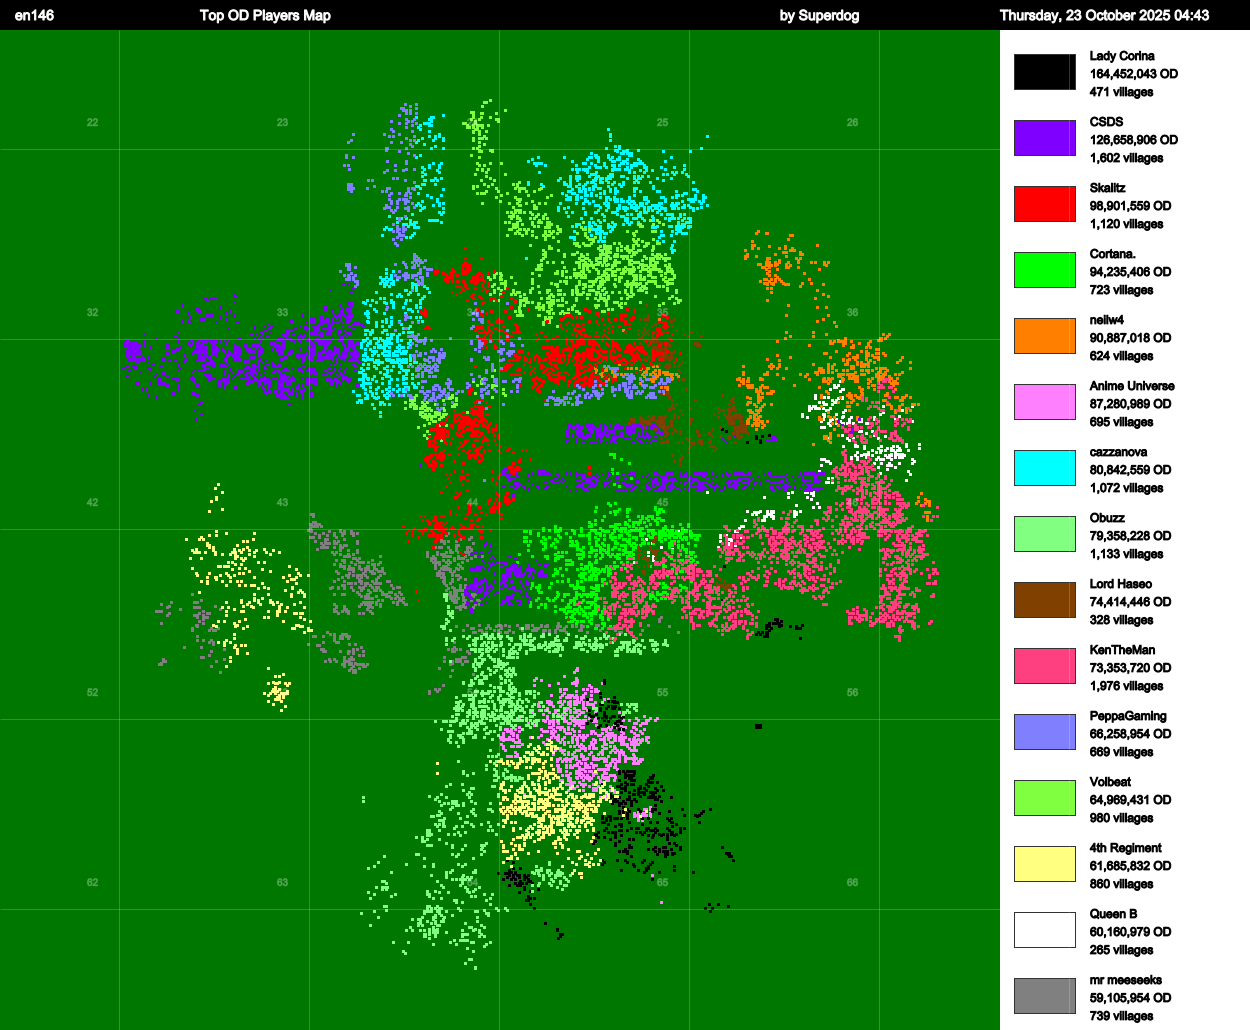 en146 Top OD Players Map by Superdog Thursday, 23 October 2025 04:43
Lady Corina
164,452,043 OD
471 villages
22 23 25 26
CSDS
126,658,906 OD
1,602 villages
Skalitz
98,901,559 OD
1,120 villages
Cortana.
94,235,406 OD
723 villages
32 33 35 36
neilw4
90,887,018 OD
624 villages
Anime Universe
87,280,989 OD
695 villages
cazzanova
80,842,559 OD
1,072 villages
42 43 44 45
Obuzz
79,358,228 OD
1,133 villages
Lord Haseo
74,414,446 OD
328 villages
KenTheMan
73,353,720 OD
1,976 villages
52 55 56
PeppaGaming
66,258,954 OD
669 villages
Volbeat
64,969,431 OD
980 villages
4th Regiment
61,685,832 OD
860 villages
62 63 64 65 66
Queen B
60,160,979 OD
265 villages
mr meeseeks
59,105,954 OD
739 villages